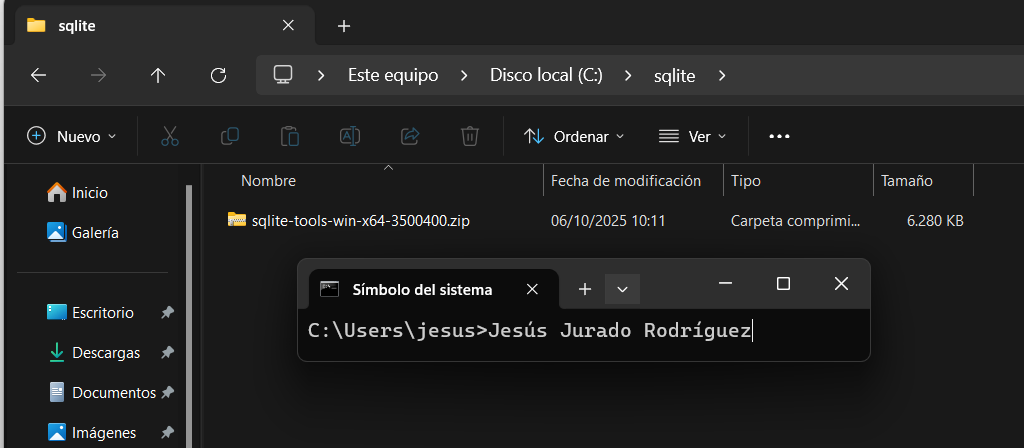 sqlite
Este equipo
Disco local (C:)
sqlite
Nuevo
Ordenar
Ver
Nombre
Fecha de modificación
Tipo
Tamaño
Inicio
Galería
Escritorio
Descargas
Documentos
Imágenes
sqlite-tools-win-x64-3500400.zip
06/10/2025 10:11
Carpeta comprimi...
6.280 KB
Símbolo del sistema
C:\Users\jesus>Jesús Jurado Rodríguez